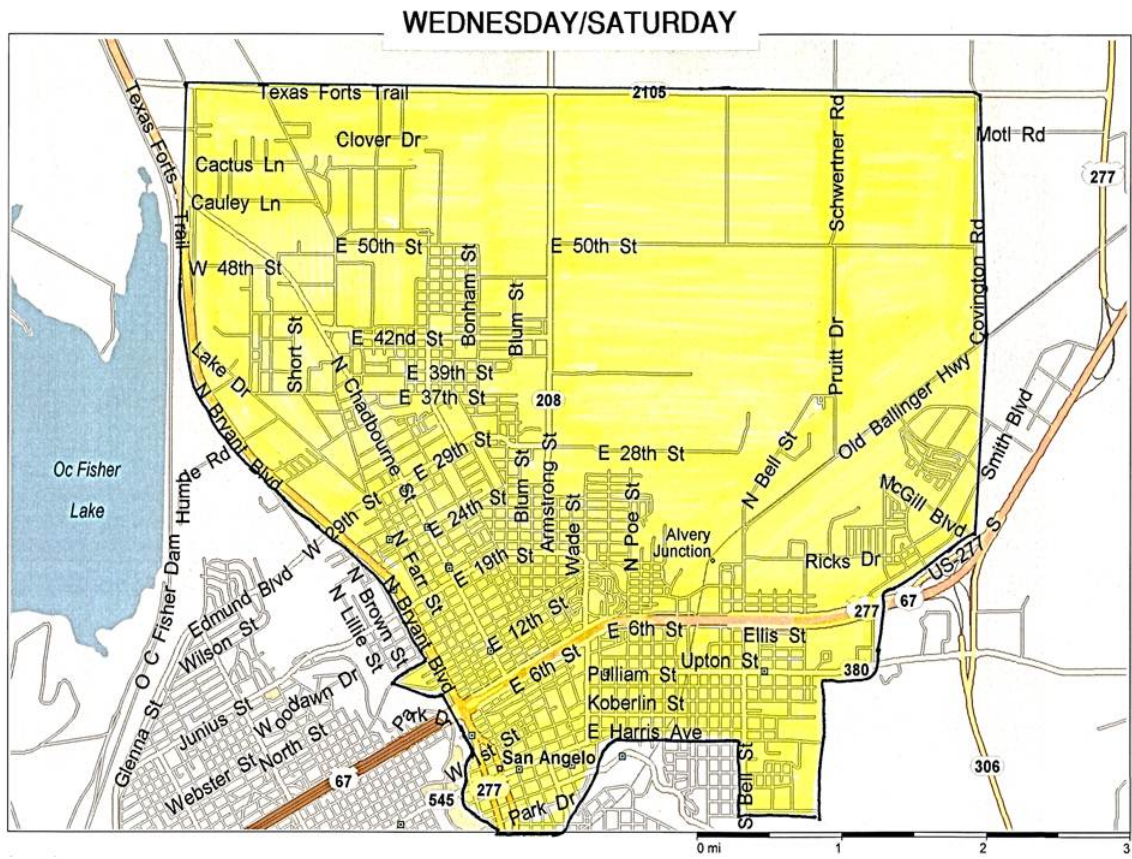 WEDNESDAY/SATURDAY
Texas Forts Trail
2105
Texas Forts Trail
Clover Dr
Schwertner Rd
Motl Rd
Cactus Ln
277
Cauley Ln
E 50th St
E 50th St
W 48th St
Bonham St
Covington Rd
Blum St
Short St
E 42nd St
Pruitt Dr
Lake Dr
N Chadbourne St
E 39th St
E 37th St
Old Ballinger Hwy
N Bryant Blvd
208
Smith Blvd
E 29th St
E 28th St
Oc Fisher
Lake
Humble Rd
N Bell St
Blum St
Armstrong St
McGill Blvd
E 24th St
W 29th St
Wade St
N Poe St
Alvery
Junction
US-277 S
N Farr St
E 19th St
Ricks Dr
O C Fisher Dam
Edmund Blvd
N Brown St
N Lillie St
N Bryant Blvd
67
277
E 12th St
E 6th St
Ellis St
Wilson St
E 6th St
Upton St
380
Pulliam St
Woodlawn Dr
Koberlin St
Glenna St
Junius St
Park Dr
E Harris Ave
North St
W 1st St
San Angelo
Webster St
67
306
545
277
Park Dr
S Bell St
0 mi
1
2
3